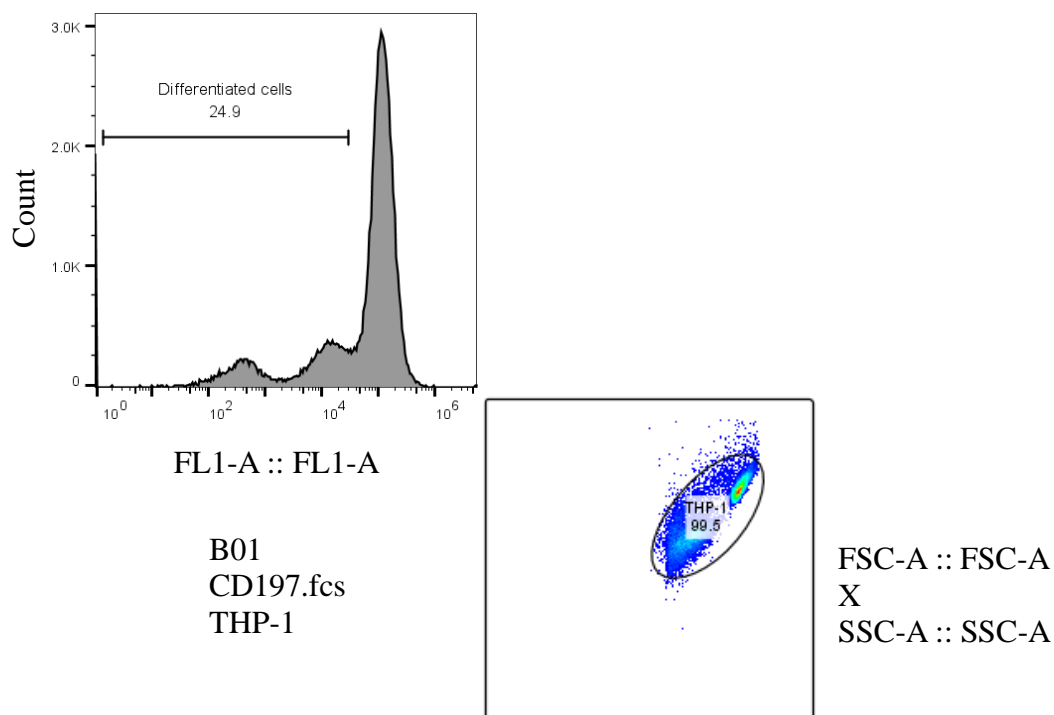 3.0K
Differentiated cells
24.9
2.0K
Count
1.0K
0
10^0 10^2 10^4 10^6
FL1-A :: FL1-A
B01
CD197.fcs
THP-1
THP-1
99.5
FSC-A :: FSC-A
X
SSC-A :: SSC-A